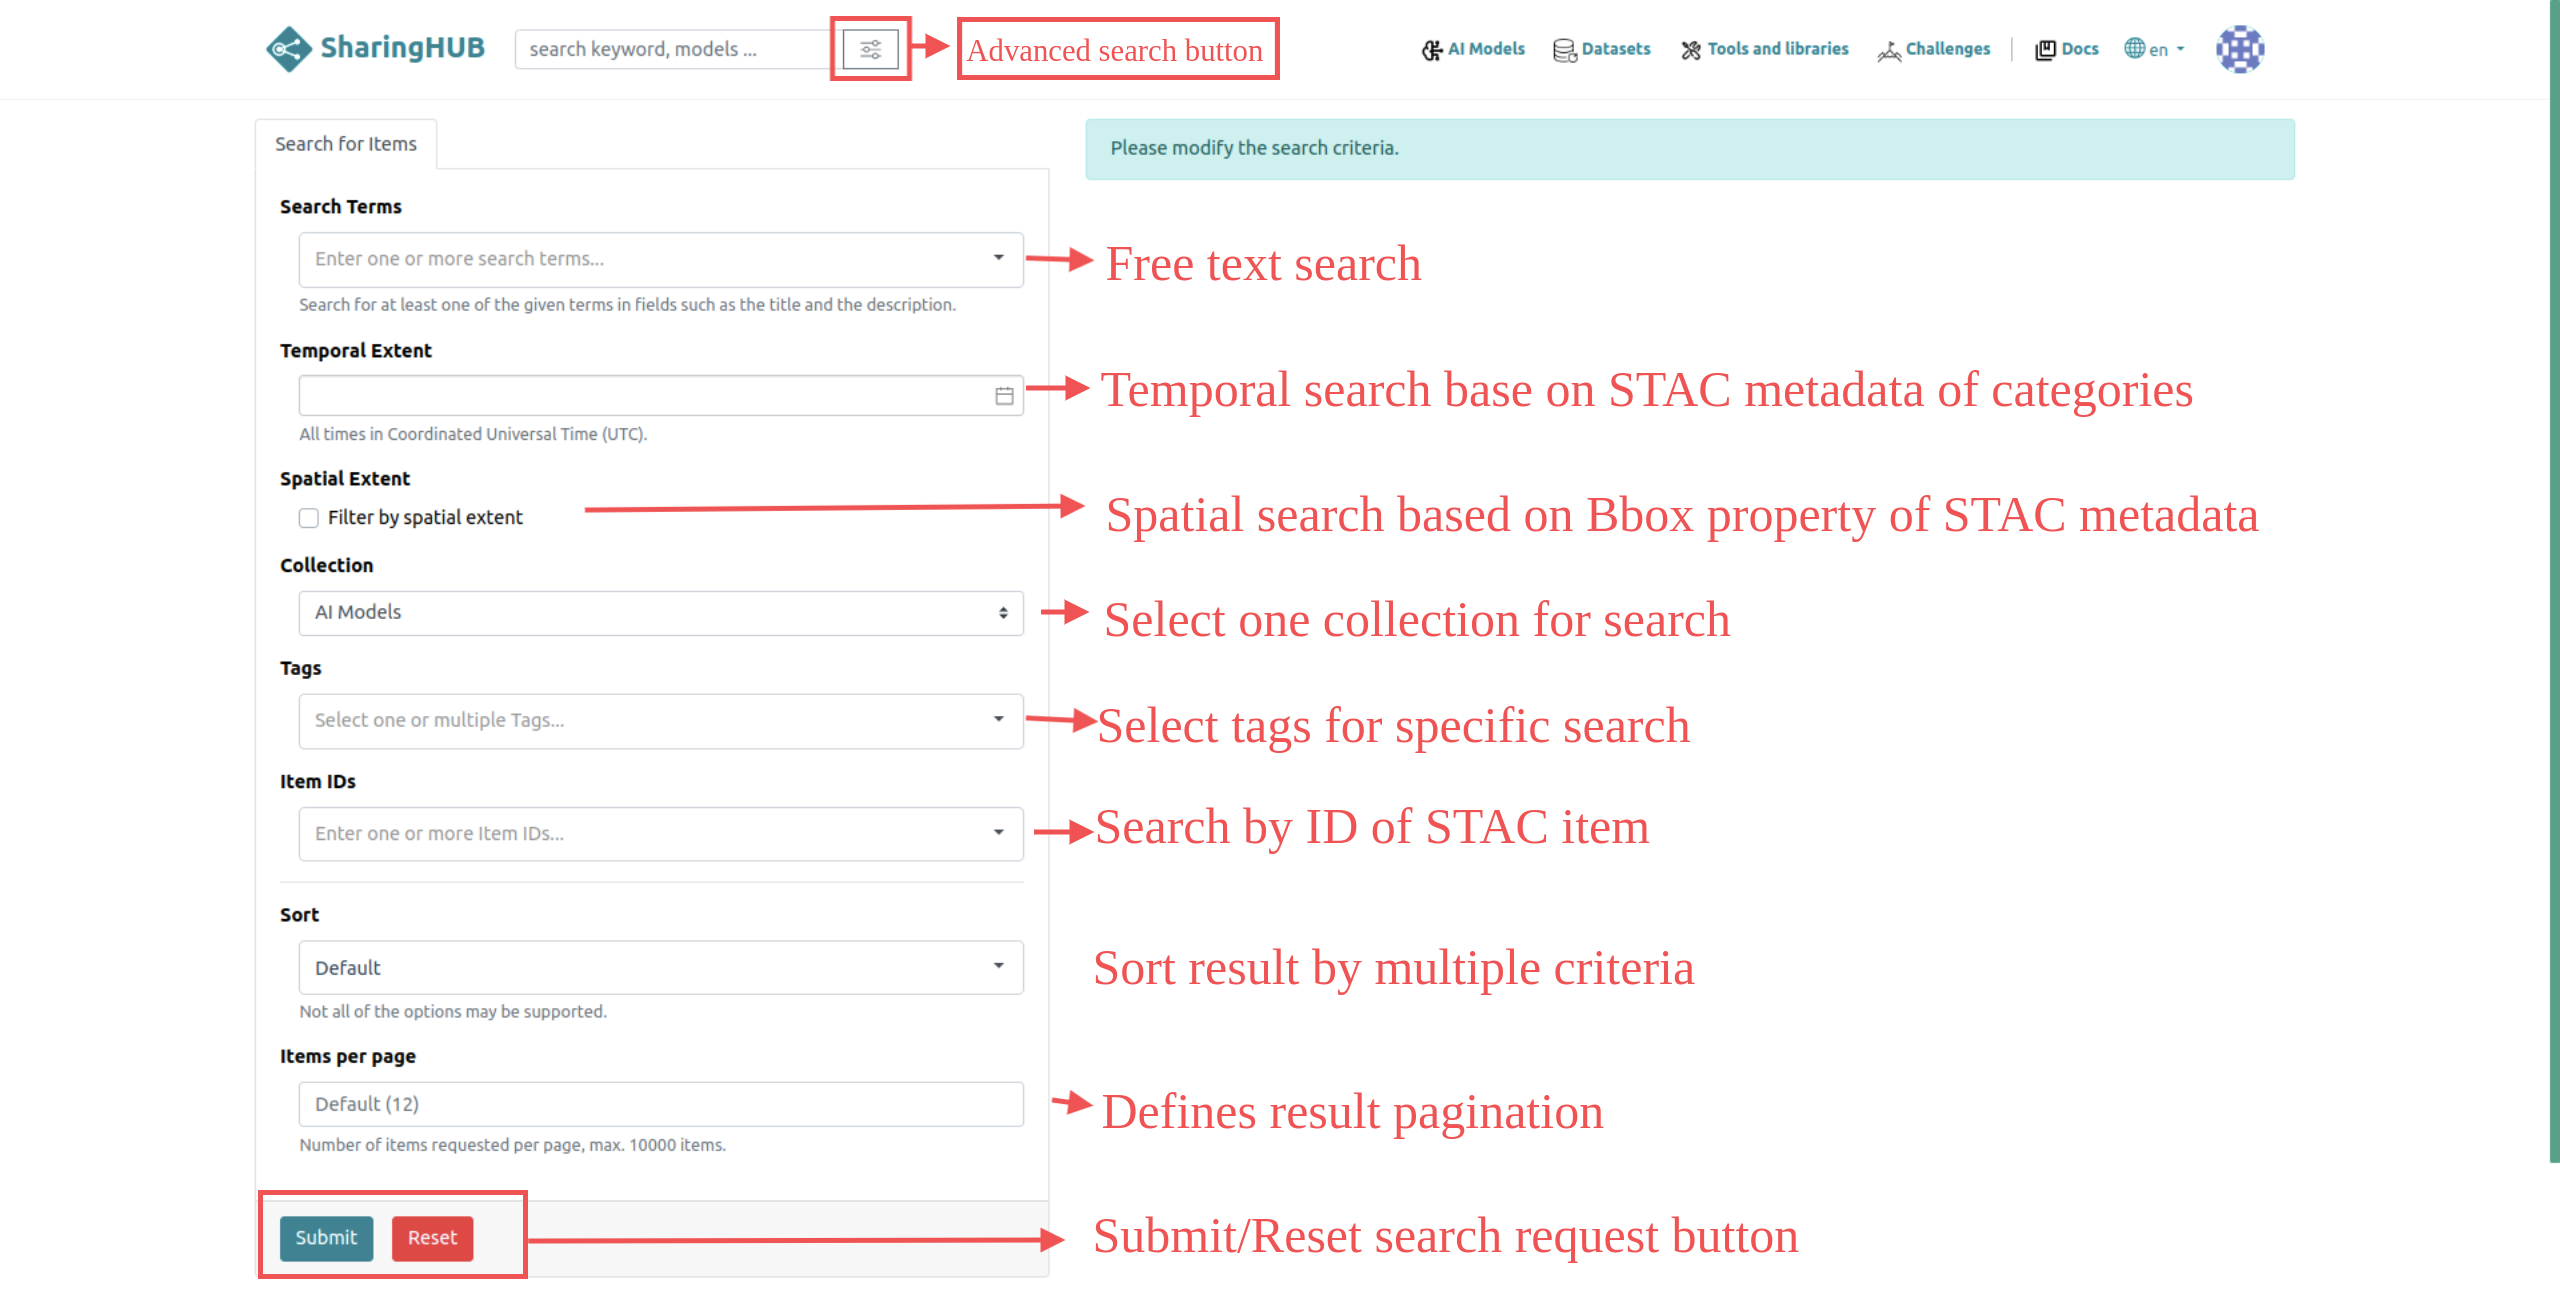 SharingHUB
search keyword, models ...
Advanced search button
AI Models
Datasets
Tools and libraries
Challenges
Docs
en
Search for Items
Please modify the search criteria.
Search Terms
Enter one or more search terms...
Free text search
Search for at least one of the given terms in fields such as the title and the description.
Temporal Extent
Temporal search base on STAC metadata of categories
All times in Coordinated Universal Time (UTC).
Spatial Extent
Filter by spatial extent
Spatial search based on Bbox property of STAC metadata
Collection
AI Models
Select one collection for search
Tags
Select one or multiple Tags...
Select tags for specific search
Item IDs
Enter one or more Item IDs...
Search by ID of STAC item
Sort
Default
Sort result by multiple criteria
Not all of the options may be supported.
Items per page
Default (12)
Defines result pagination
Number of items requested per page, max. 10000 items.
Submit
Reset
Submit/Reset search request button